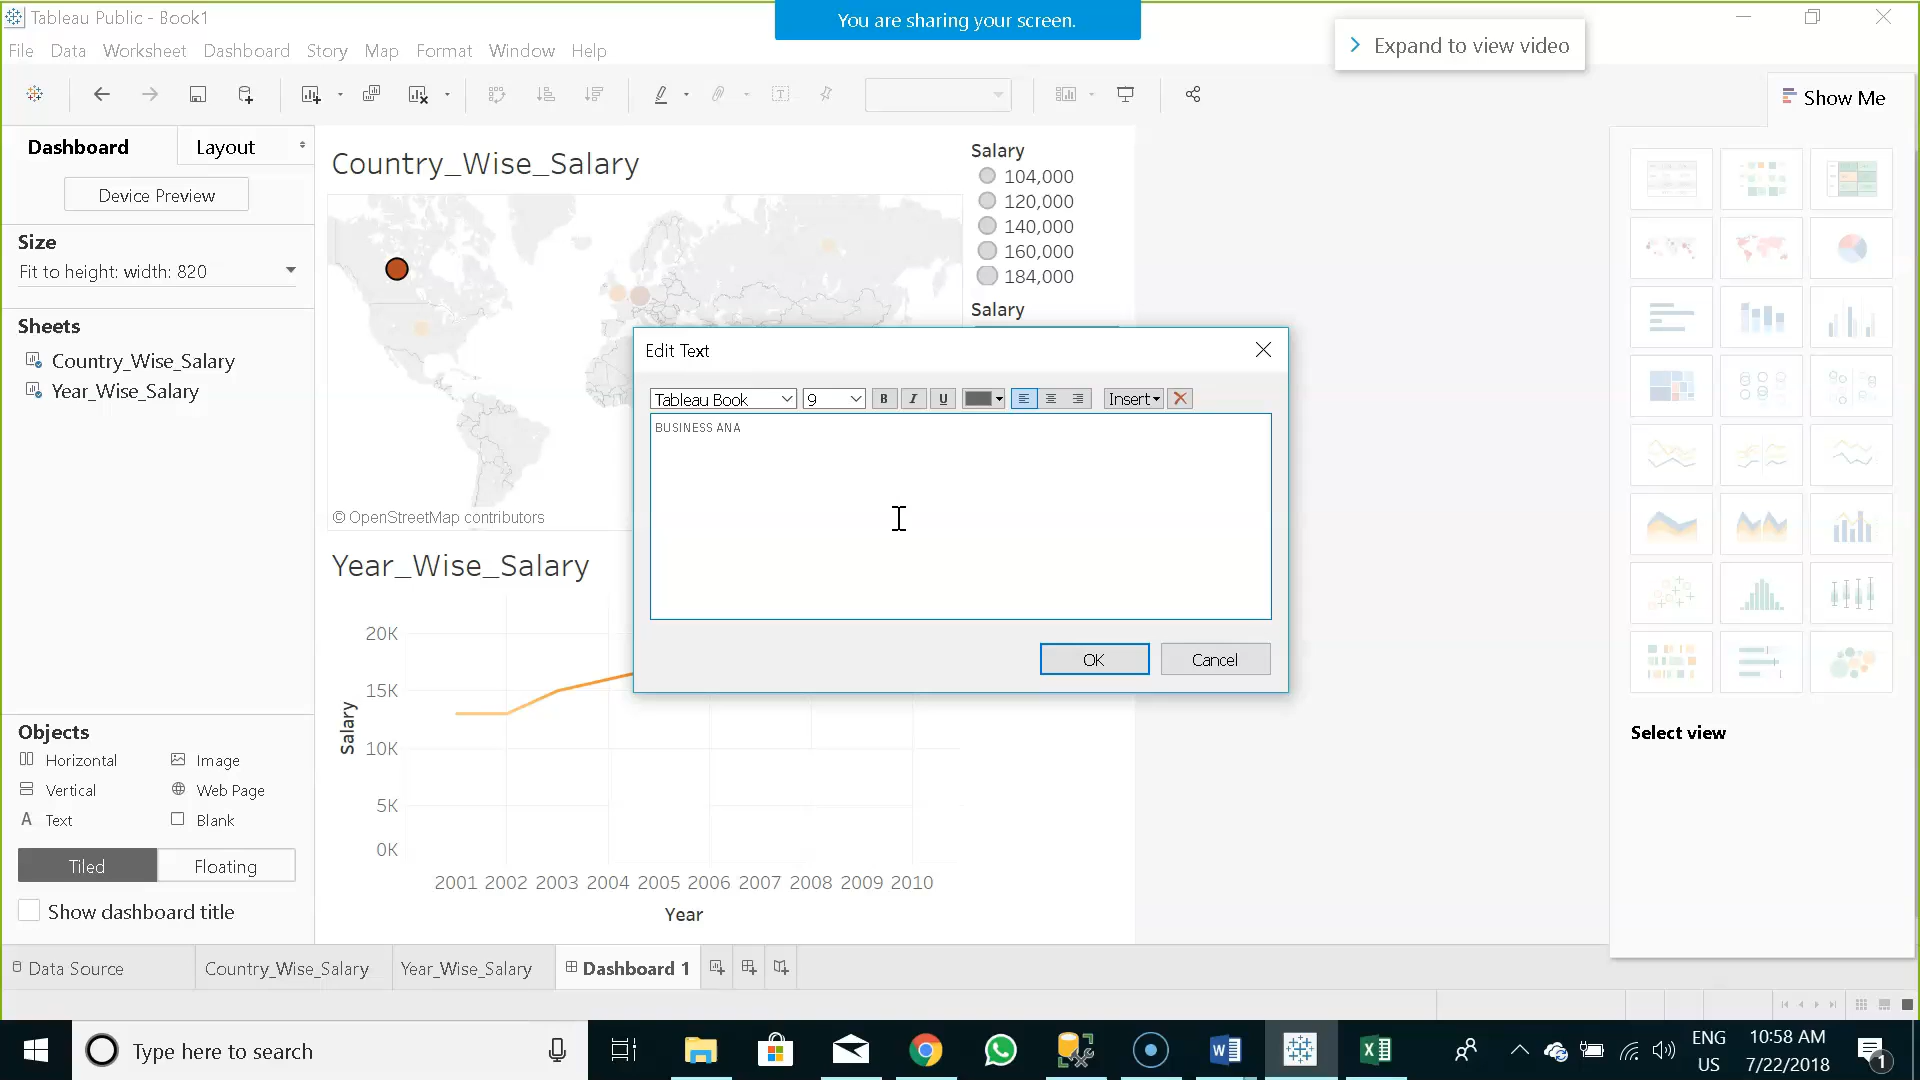 Tableau Public - Book1
You are sharing your screen.
Expand to view video
File Data Worksheet Dashboard Story Map Format Window Help
Show Me
Dashboard Layout
Device Preview
Size
Fit to height: width: 820
Sheets
Country_Wise_Salary
Year_Wise_Salary
Objects
Horizontal Image
Vertical Web Page
A Text Blank
Tiled Floating
Show dashboard title
Country_Wise_Salary
© OpenStreetMap contributors
Salary
104,000
120,000
140,000
160,000
184,000
Salary
Year_Wise_Salary
20K
15K
10K
5K
0K
Salary
2001 2002 2003 2004 2005 2006 2007 2008 2009 2010
Year
Edit Text
Tableau Book 9 B I U Insert
BUSINESS ANA
OK Cancel
Select view
Data Source Country_Wise_Salary Year_Wise_Salary Dashboard 1
Type here to search
ENG
US
10:58 AM
7/22/2018
1